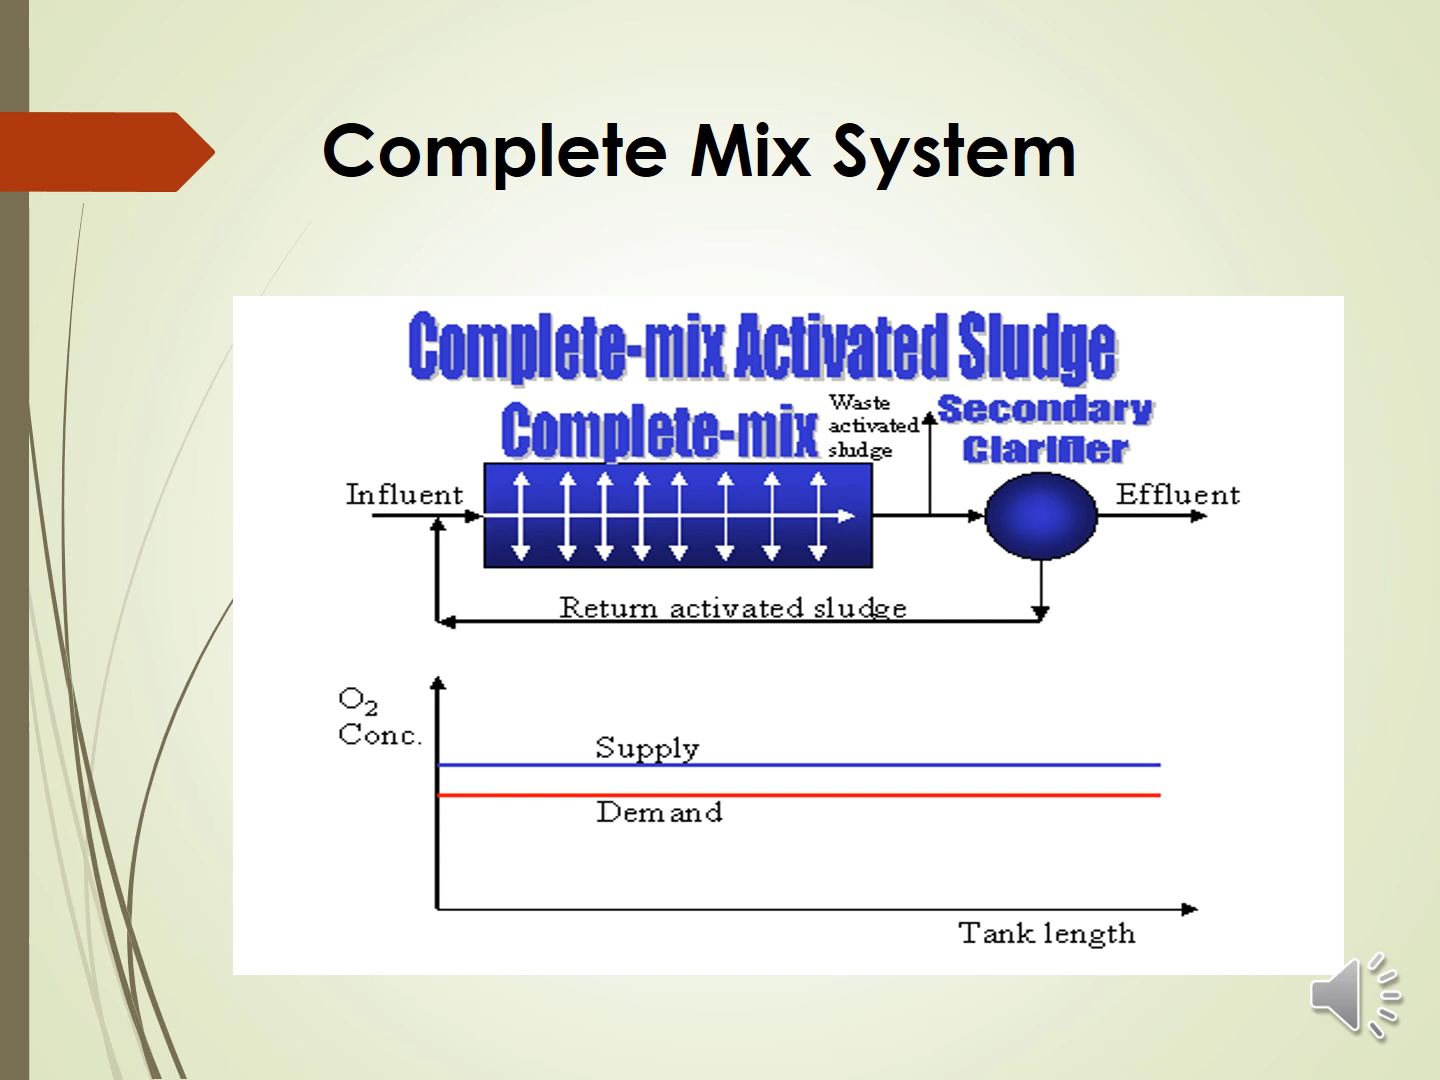 Complete Mix System
Complete-mix Activated Sludge
Complete-mix
Waste
activated
sludge
Secondary
Clarifier
Influent
Effluent
Return activated sludge
O₂
Conc.
Supply
Demand
Tank length